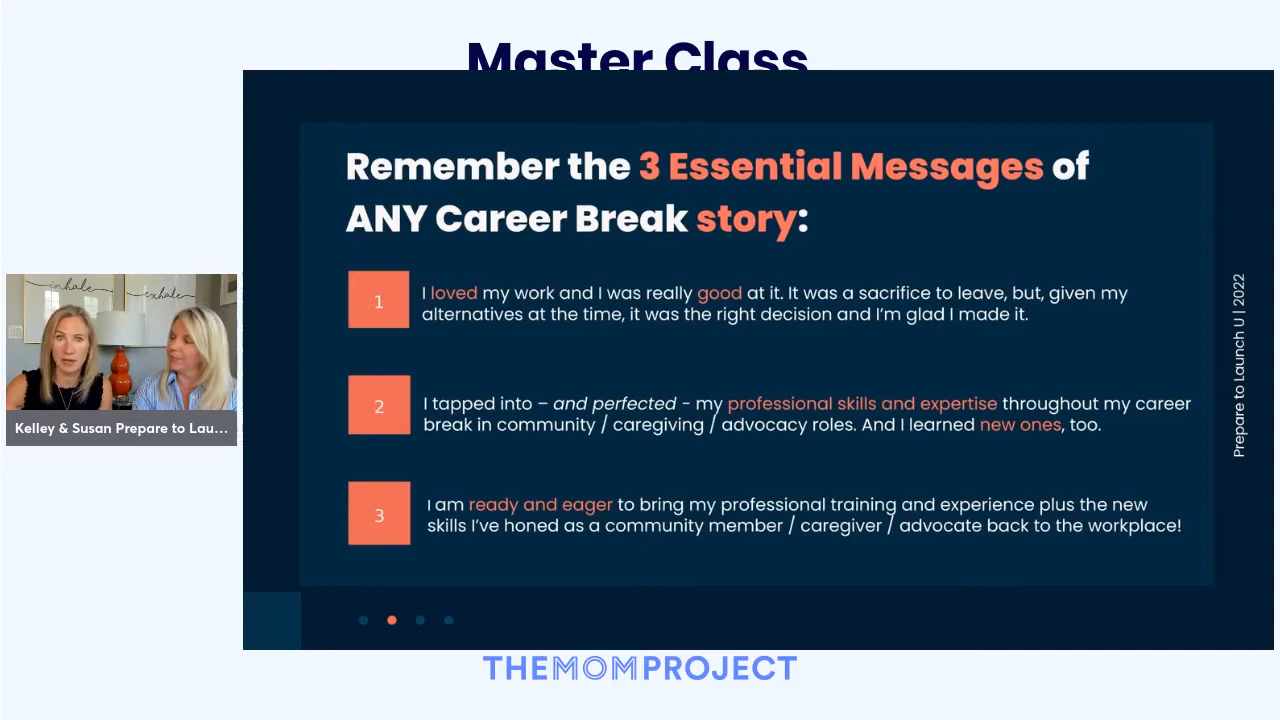 Master Class
Remember the 3 Essential Messages of
ANY Career Break story:
1
I loved my work and I was really good at it. It was a sacrifice to leave, but, given my
alternatives at the time, it was the right decision and I’m glad I made it.
2
I tapped into – and perfected - my professional skills and expertise throughout my career
break in community / caregiving / advocacy roles. And I learned new ones, too.
3
I am ready and eager to bring my professional training and experience plus the new
skills I’ve honed as a community member / caregiver / advocate back to the workplace!
Prepare to Launch U | 2022
inhale
exhale
Kelley & Susan Prepare to Lau...
THEMOMPROJECT